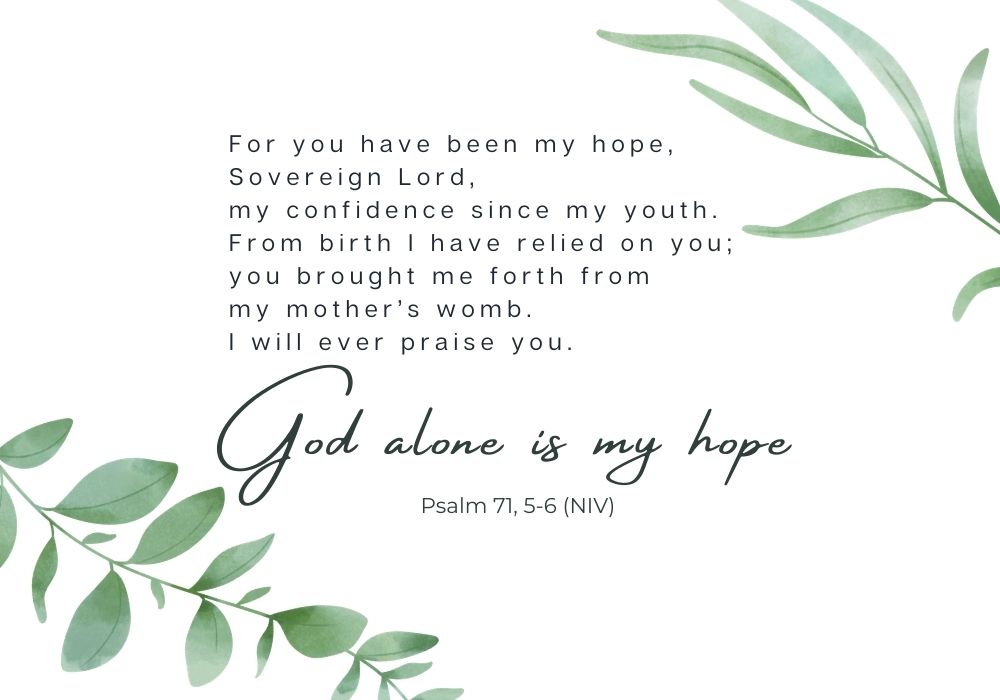 For you have been my hope,
Sovereign Lord,
my confidence since my youth.
From birth I have relied on you;
you brought me forth from
my mother’s womb.
I will ever praise you.
God alone is my hope
Psalm 71, 5-6 (NIV)